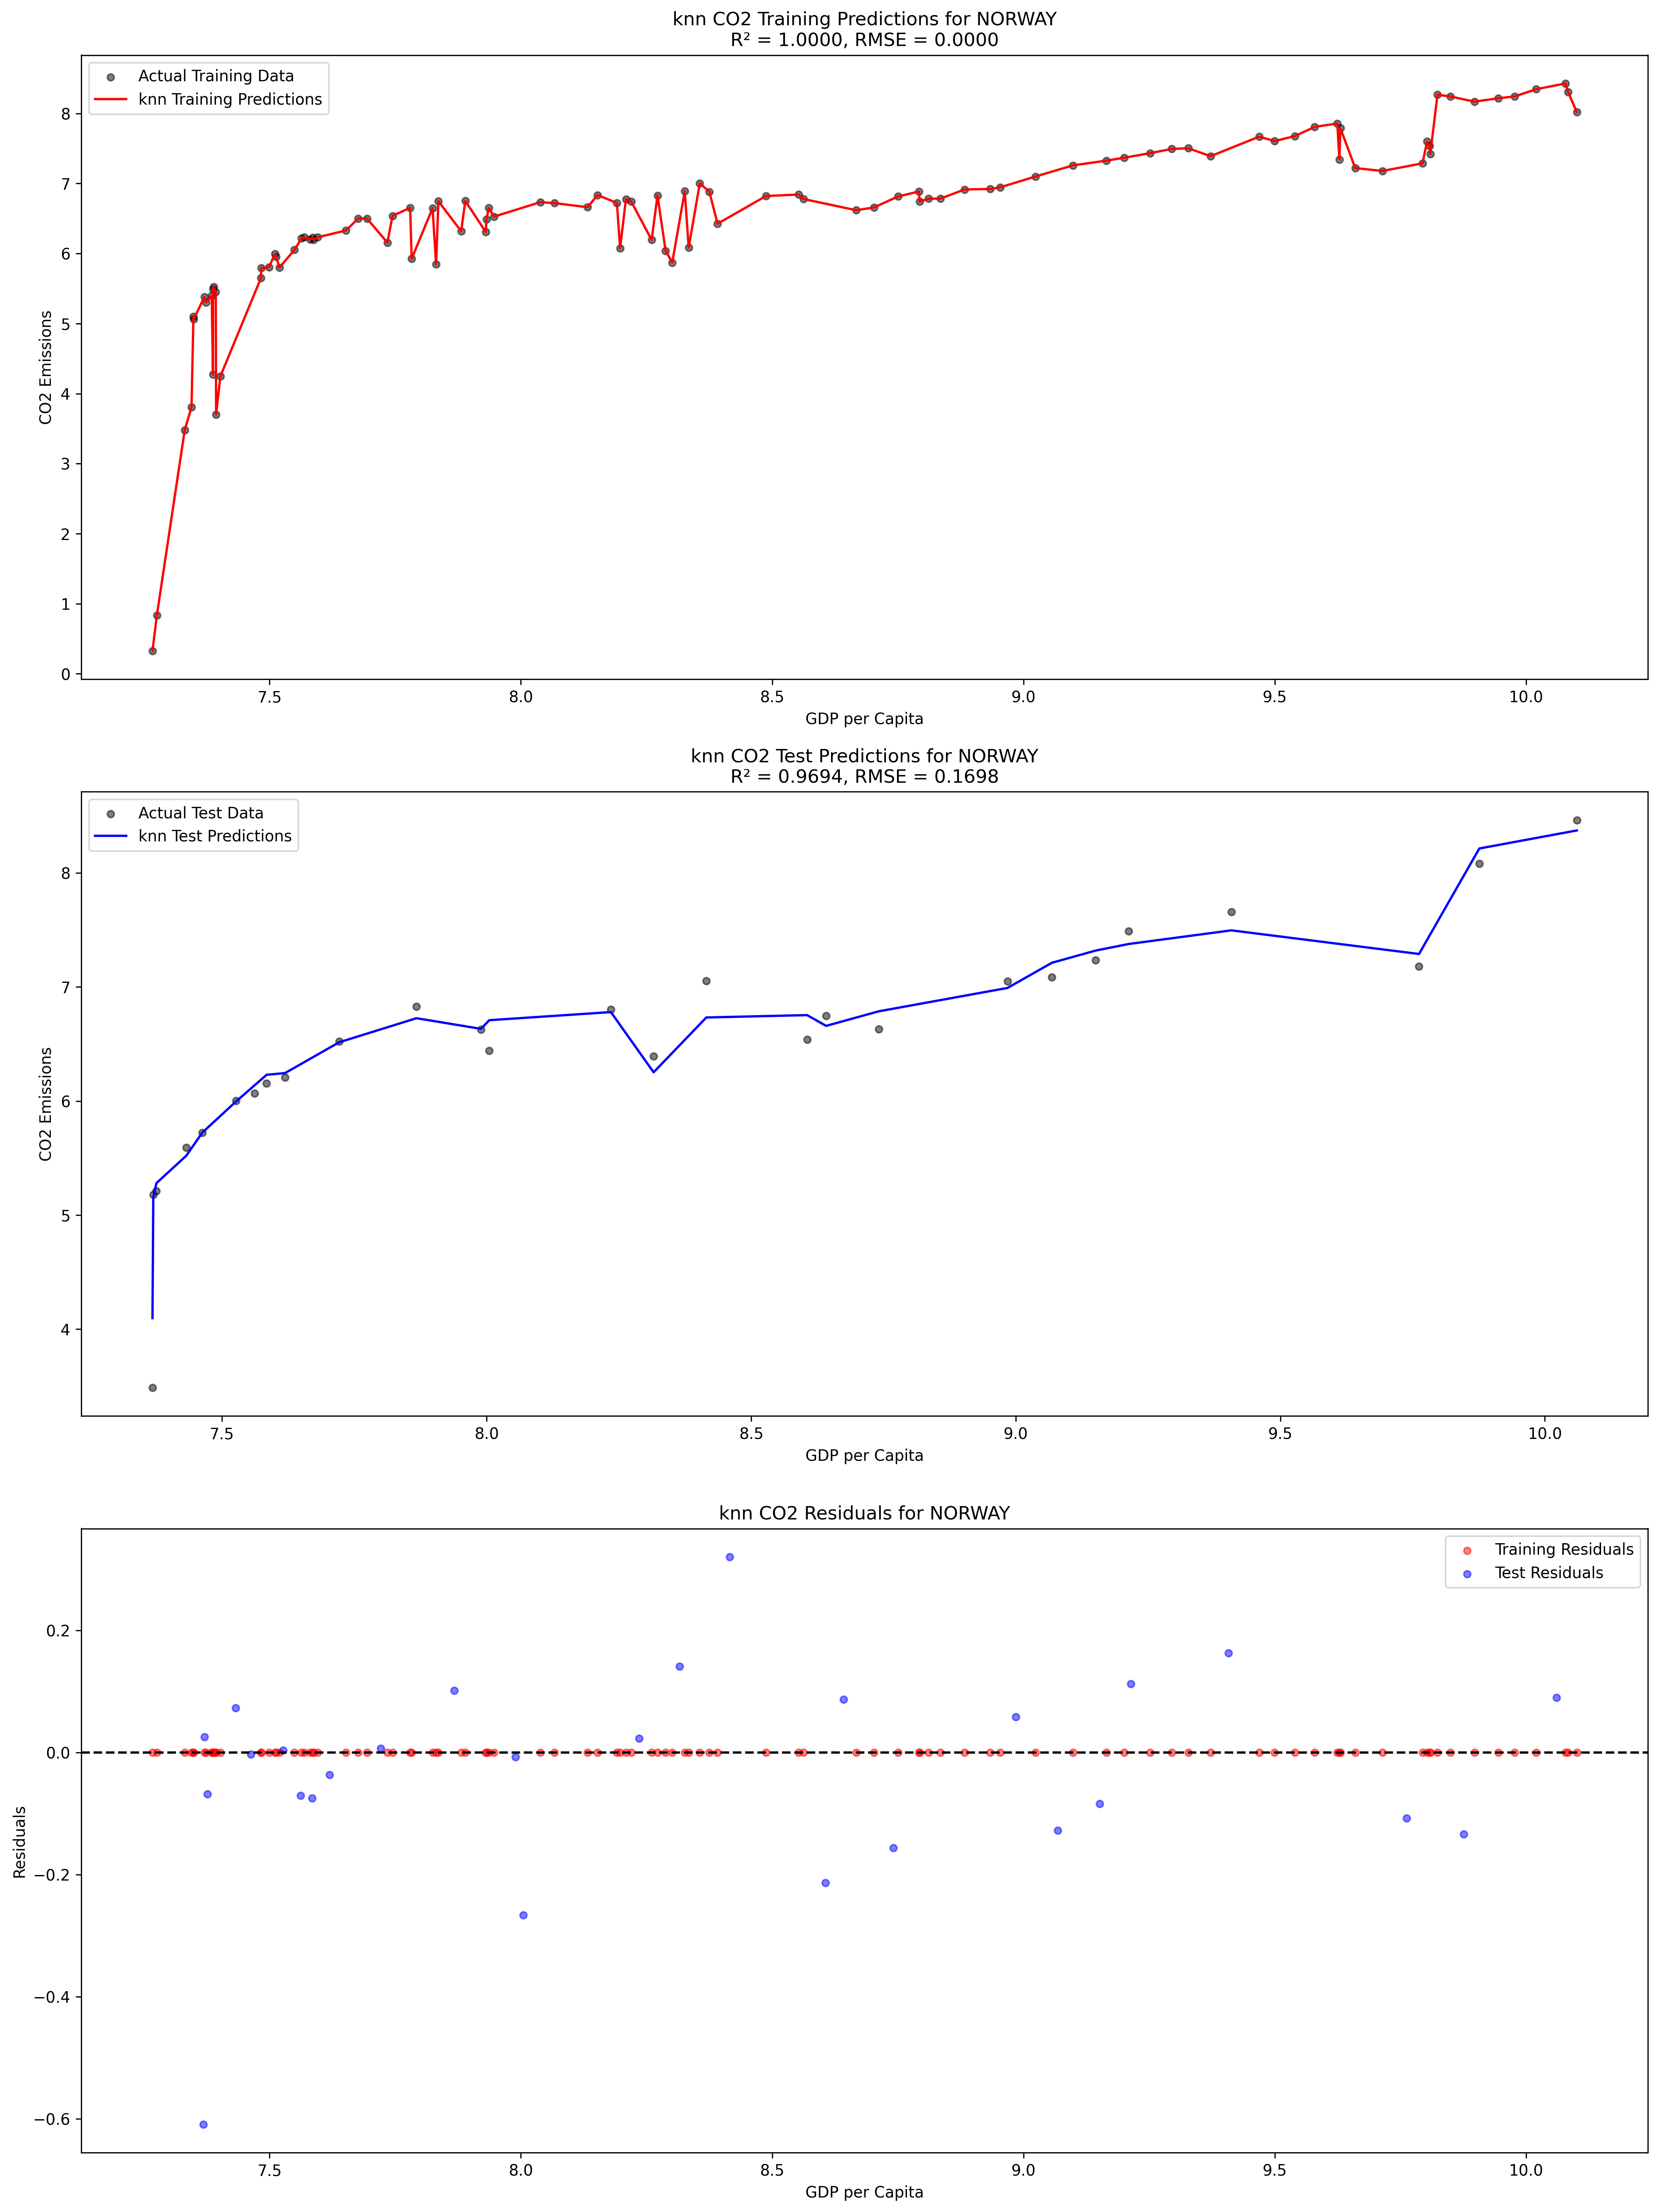 knn CO2 Training Predictions for NORWAY
R² = 1.0000, RMSE = 0.0000
Actual Training Data
knn Training Predictions
8
7
6
5
4
3
2
1
0
CO2 Emissions
7.5 8.0 8.5 9.0 9.5 10.0
GDP per Capita
knn CO2 Test Predictions for NORWAY
R² = 0.9694, RMSE = 0.1698
Actual Test Data
knn Test Predictions
8
7
6
5
4
CO2 Emissions
7.5 8.0 8.5 9.0 9.5 10.0
GDP per Capita
knn CO2 Residuals for NORWAY
Training Residuals
Test Residuals
0.2
0.0
−0.2
−0.4
−0.6
Residuals
7.5 8.0 8.5 9.0 9.5 10.0
GDP per Capita